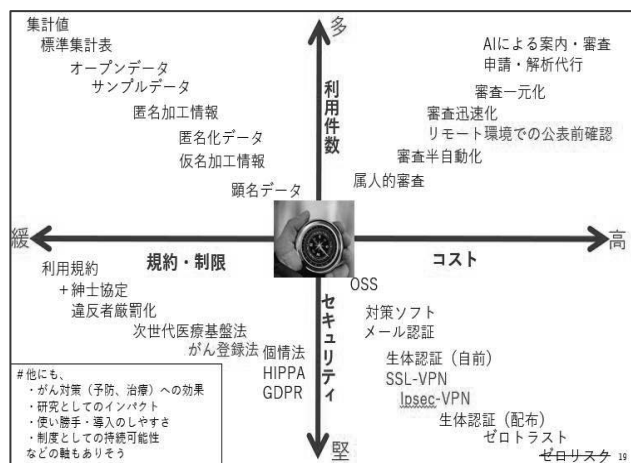 集計値
標準集計表
オープンデータ
サンプルデータ
匿名加工情報
匿名化データ
仮名加工情報
顕名データ
多
利用件数
AIによる案内・審査
申請・解析代行
審査一元化
審査迅速化
リモート環境での公表前確認
審査半自動化
属人的審査
緩
規約・制限
コスト
高
利用規約
+紳士協定
違反者厳罰化
次世代医療基盤法
がん登録法
個情法
HIPPA
GDPR
セキュリティ
堅
OSS
対策ソフト
メール認証
生体認証(自前)
SSL-VPN
Ipsec-VPN
生体認証(配布)
ゼロトラスト
ゼロリスク
#他にも、
・がん対策(予防、治療)への効果
・研究としてのインパクト
・使い勝手・導入のしやすさ
・制度としての持続可能性
などの軸もありそう
19